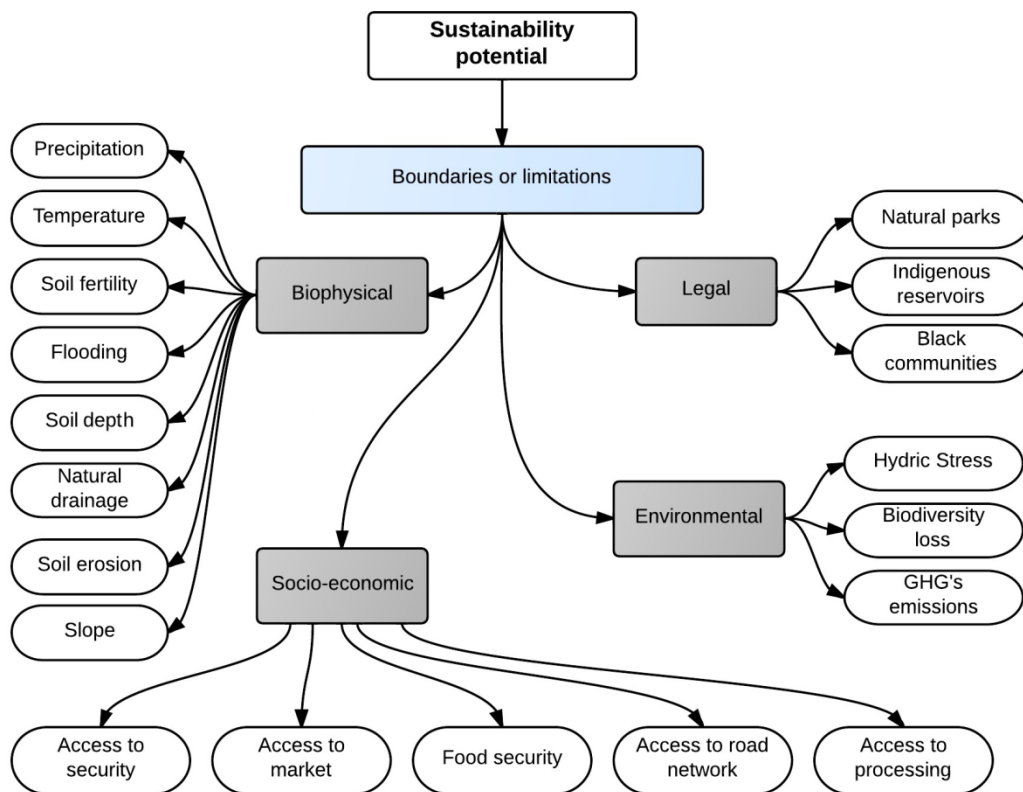 Sustainability
potential
Boundaries or limitations
Precipitation
Temperature
Soil fertility
Flooding
Soil depth
Natural
drainage
Soil erosion
Slope
Biophysical
Legal
Natural parks
Indigenous
reservoirs
Black
communities
Environmental
Hydric Stress
Biodiversity
loss
GHG's
emissions
Socio-economic
Access to
security
Access to
market
Food security
Access to road
network
Access to
processing